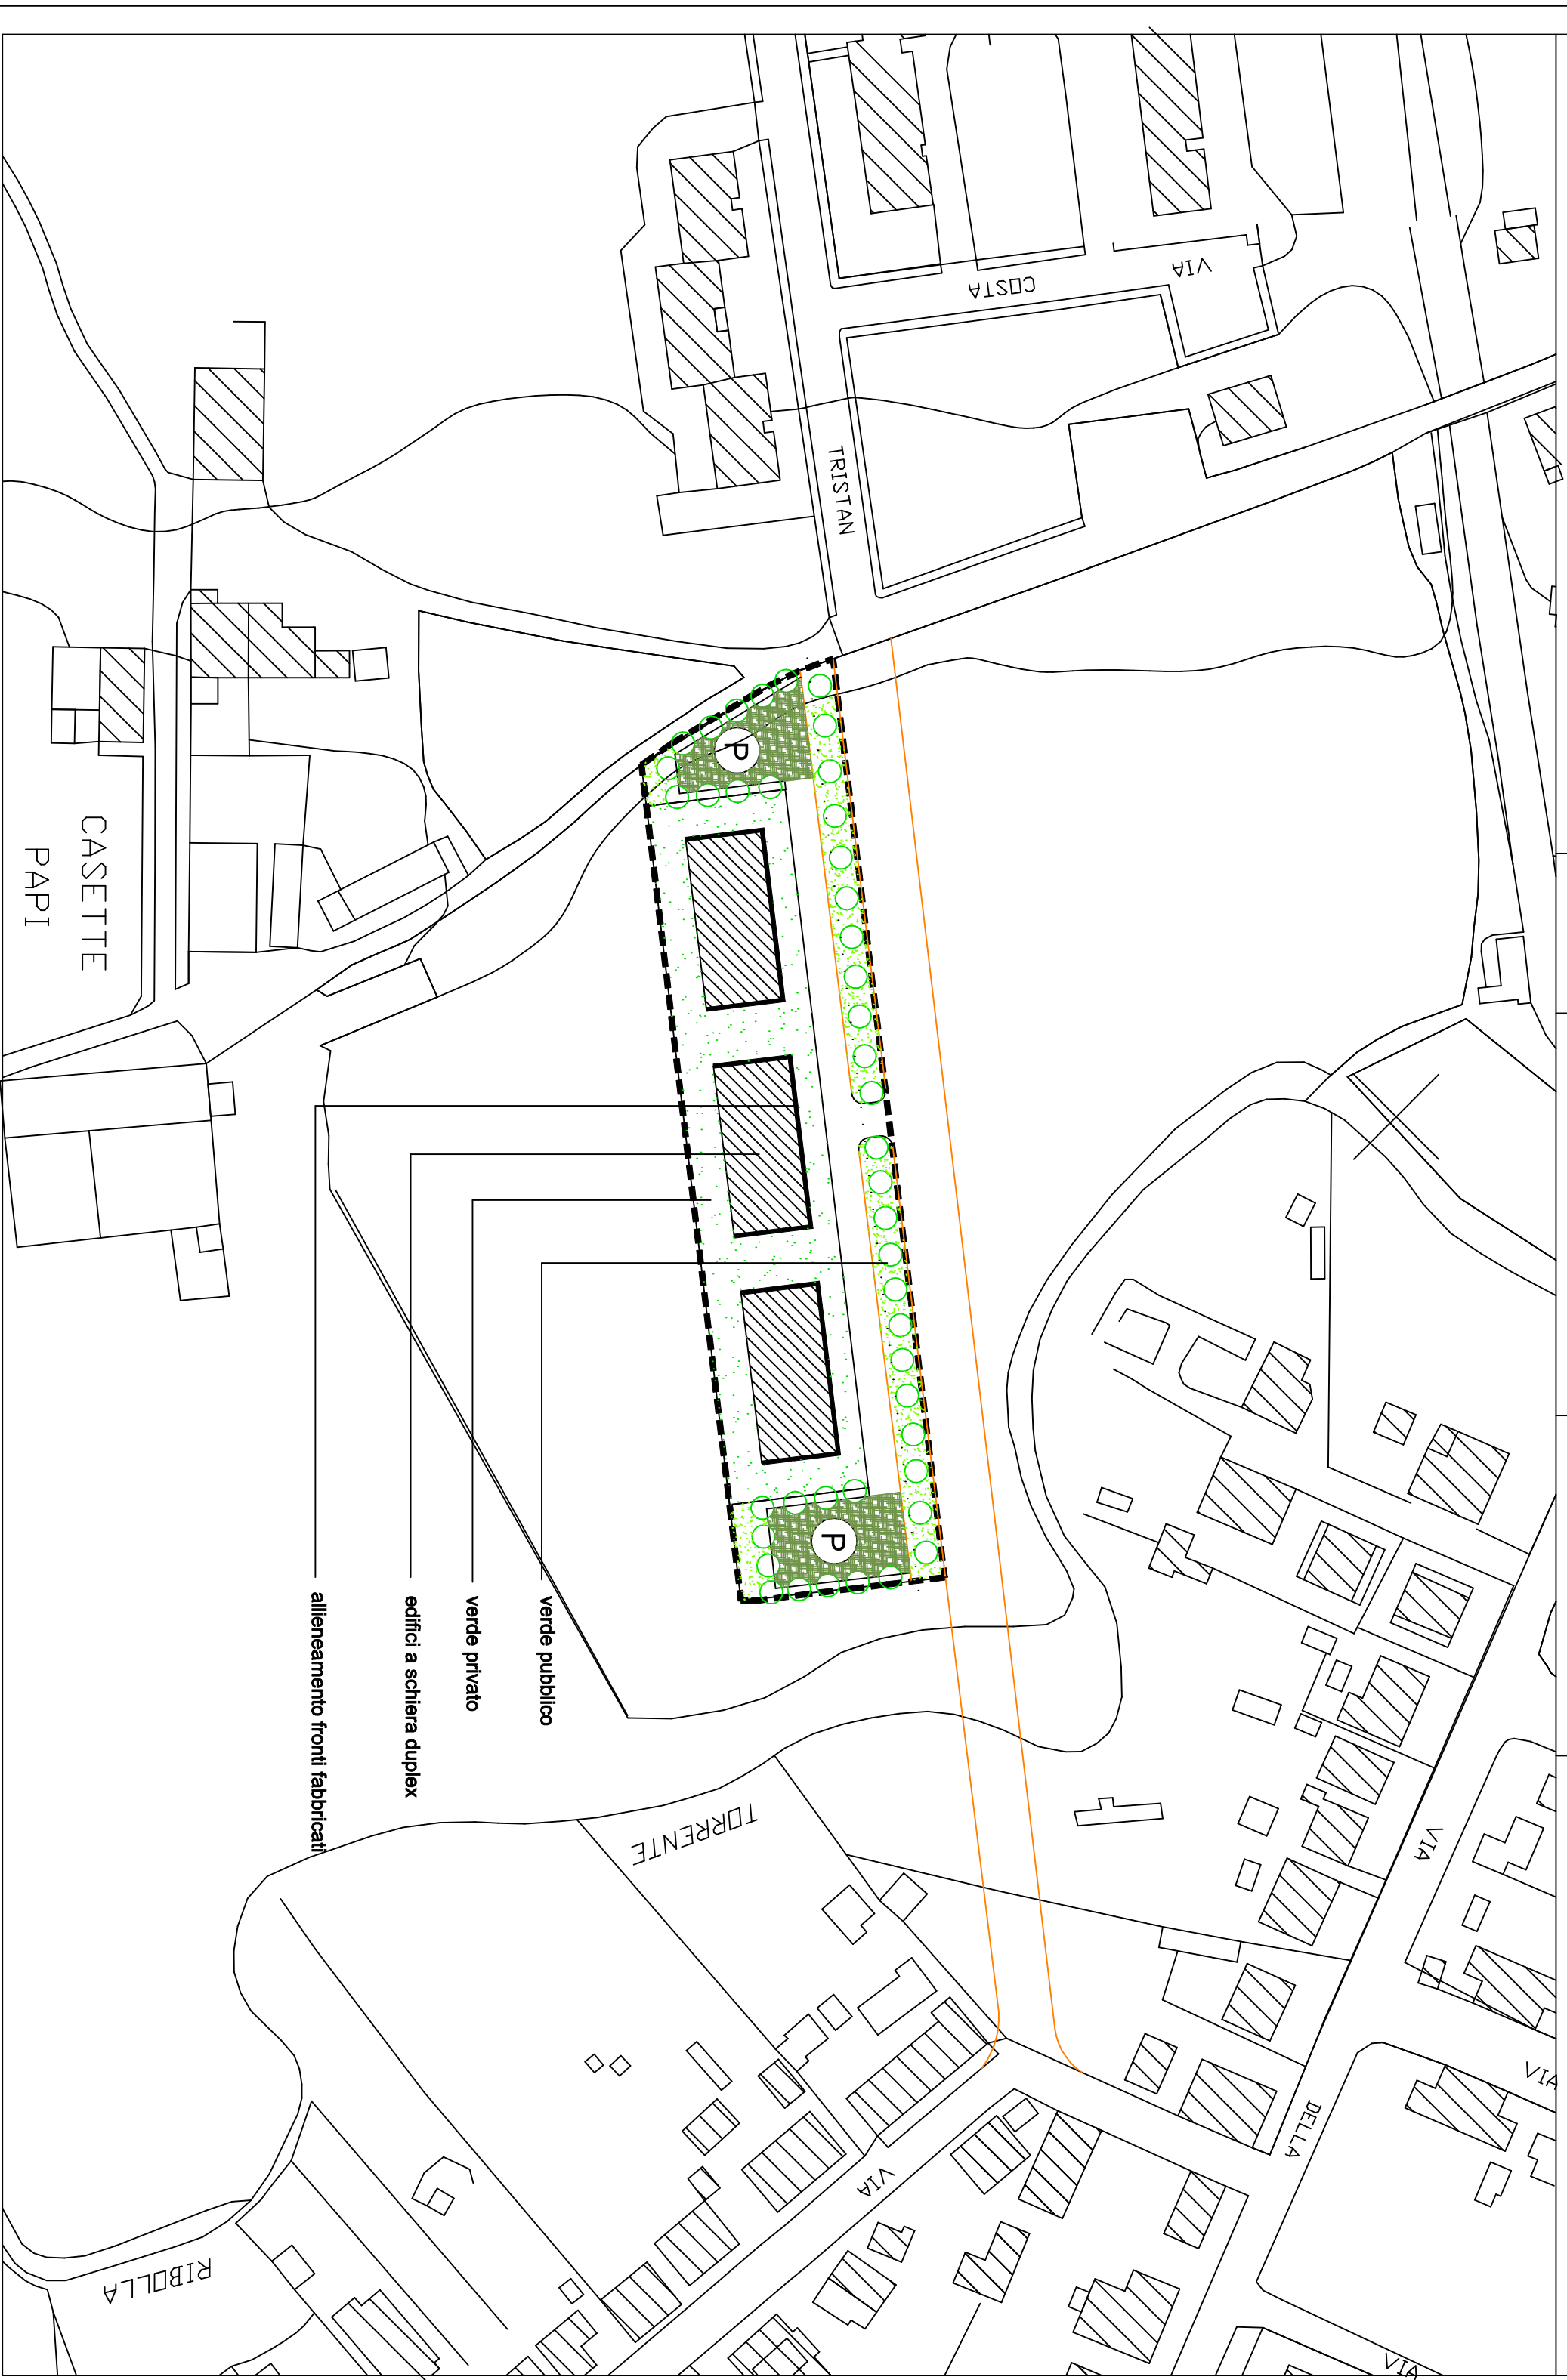 VIA
COSTA
TRISTAN
CASETTE
PAPI
P
P
verde pubblico
verde privato
edifici a schiera duplex
allieneamento fronti fabbricati
TORRENTE
RIBOLLA
VIA
DELLA
VIA
VIA
VIA